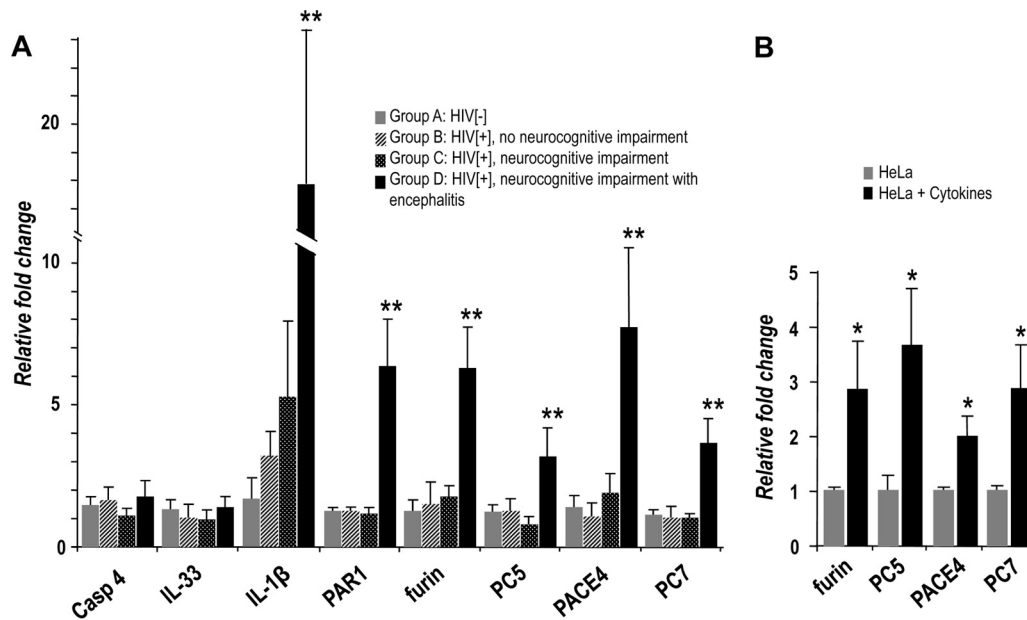 A
**
Relative fold change
20
10
5
0
Group A: HIV[-]
Group B: HIV[+], no neurocognitive impairment
Group C: HIV[+], neurocognitive impairment
Group D: HIV[+], neurocognitive impairment with
encephalitis
**
**
**
**
**
Casp 4
IL-33
IL-1β
PAR1
furin
PC5
PACE4
PC7
B
HeLa
HeLa + Cytokines
Relative fold change
5
4
3
2
1
0
*
*
*
*
furin
PC5
PACE4
PC7